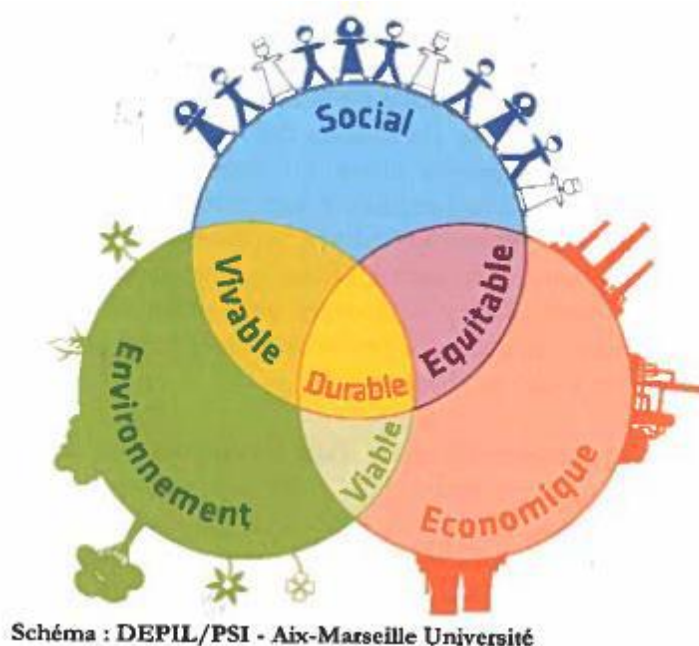 Social
Vivable
Equitable
Durable
Environnement
Viable
Economique
Schéma : DEPIL/PSI - Aix-Marseille Université